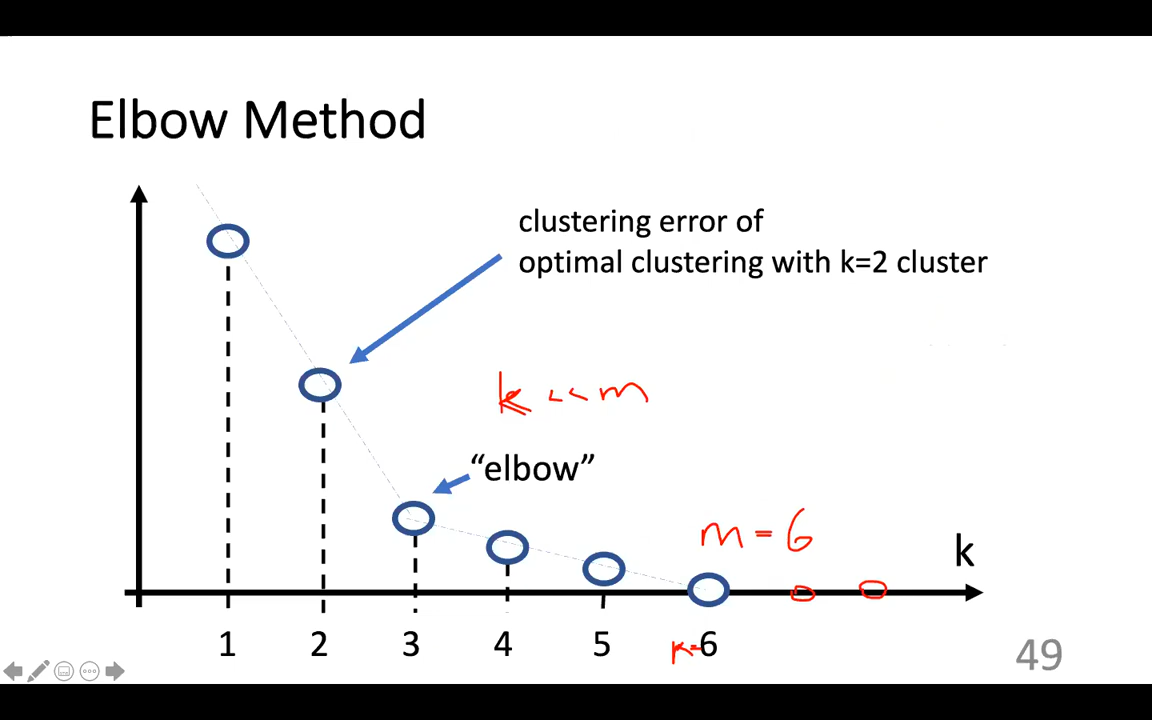 Elbow Method
clustering error of
optimal clustering with k=2 cluster
k << m
“elbow”
m = 6
k
1 2 3 4 5 k=6
49